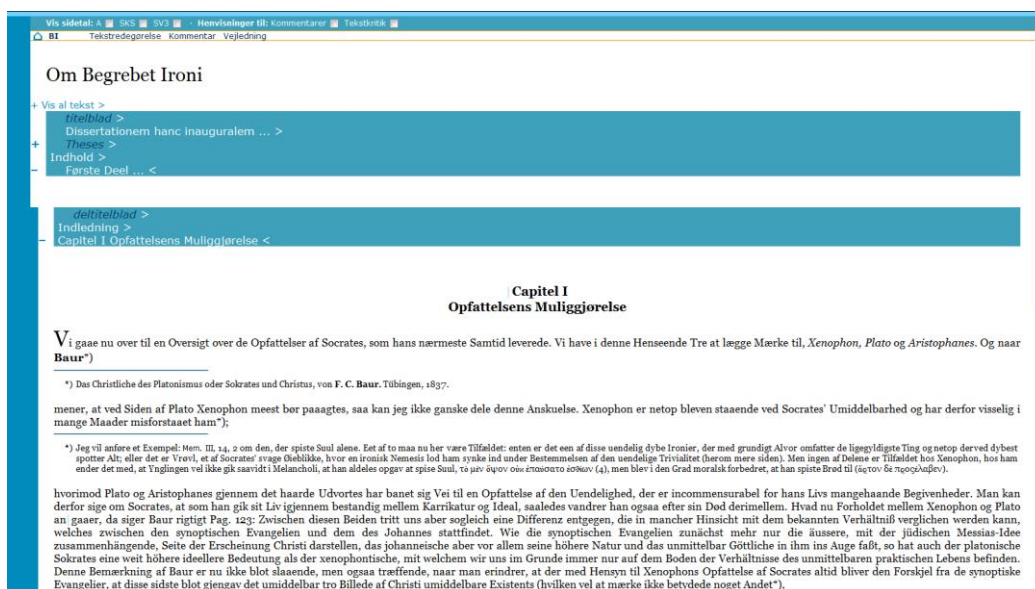 Vis sidetal: A SKS SV3 · Henvisninger til: Kommentarer Tekstkritik
BI Tekstredegørelse Kommentar Vejledning
Om Begrebet Ironi
+ Vis al tekst >
titelblad >
Dissertationem hanc inauguralem ... >
+ Theses >
Indhold >
– Første Deel ... <
deltitelblad >
Indledning >
– Capitel I Opfattelsens Muliggjørelse <
Capitel I
Opfattelsens Muliggjørelse
Vi gaae nu over til en Oversigt over de Opfattelser af Socrates, som hans nærmeste Samtid leverede. Vi have i denne Henseende Tre at lægge Mærke til, Xenophon, Plato og Aristophanes. Og naar
Baur*)
*) Das Christliche des Platonismus oder Sokrates und Christus, von F. C. Baur. Tübingen, 1837.
mener, at ved Siden af Plato Xenophon meest bør paaagtes, saa kan jeg ikke ganske dele denne Anskuelse. Xenophon er netop bleven staaende ved Socrates' Umiddelbarhed og har derfor visselig i
mange Maader misforstaaet ham*);
*) Jeg vil anføre et Exempel: Mem. III, 14, 2 om den, der spiste Suul alene. Eet af to maa nu her være Tilfældet: enten er det een af disse uendelig dybe Ironier, der med grundigt Alvor omfatter de ligegyldigste Ting og netop derved dybest
spotter Alt; eller det er Vrøvl, et af Socrates' svage Øieblikke, hvor en ironisk Nemesis lod ham synke ind under Bestemmelsen af den uendelige Trivialitet (herom mere siden). Men ingen af Delene er Tilfældet hos Xenophon, hos ham
ender det med, at Ynglingen vel ikke gik saavidt i Melancholi, at han aldeles opgav at spise Suul, τὸ μὲν ὄψον οὐκ ἐπαύσατο ἐσθίων (4), men blev i den Grad moralsk forbedret, at han spiste Brød til (ἄρτον δὲ προςέλαβεν).
hvorimod Plato og Aristophanes gjennem det haarde Udvortes har banet sig Vei til en Opfattelse af den Uendelighed, der er incommensurabel for hans Livs mangehaande Begivenheder. Man kan
derfor sige om Socrates, at som han gik sit Liv igjennem bestandig mellem Karrikatur og Ideal, saaledes vandrer han ogsaa efter sin Død derimellem. Hvad nu Forholdet mellem Xenophon og Plato
an|gaaer, da siger Baur rigtigt Pag. 123: Zwischen diesen Beiden tritt uns aber sogleich eine Differenz entgegen, die in mancher Hinsicht mit dem bekannten Verhältniß verglichen werden kann,
welches zwischen den synoptischen Evangelien und dem des Johannes stattfindet. Wie die synoptischen Evangelien zunächst mehr nur die äussere, mit der jüdischen Messias-Idee
zusammenhängende, Seite der Erscheinung Christi darstellen, das johanneische aber vor allem seine höhere Natur und das unmittelbar Göttliche in ihm ins Auge faßt, so hat auch der platonische
Sokrates eine weit höhere ideellere Bedeutung als der xenophontische, mit welchem wir uns im Grunde immer nur auf dem Boden der Verhältnisse des unmittelbaren praktischen Lebens befinden.
Denne Bemærkning af Baur er nu ikke blot slaaende, men ogsaa træffende, naar man erindrer, at der med Hensyn til Xenophons Opfattelse af Socrates altid bliver den Forskjel fra de synoptiske
Evangelier, at disse sidste blot gjengav det umiddelbar tro Billede af Christi umiddelbare Existents (hvilken vel at mærke ikke betydede noget Andet*).